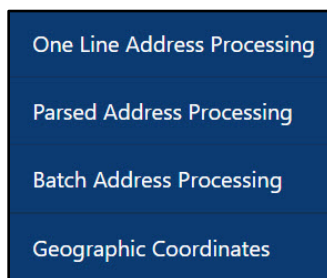 One Line Address Processing
Parsed Address Processing
Batch Address Processing
Geographic Coordinates